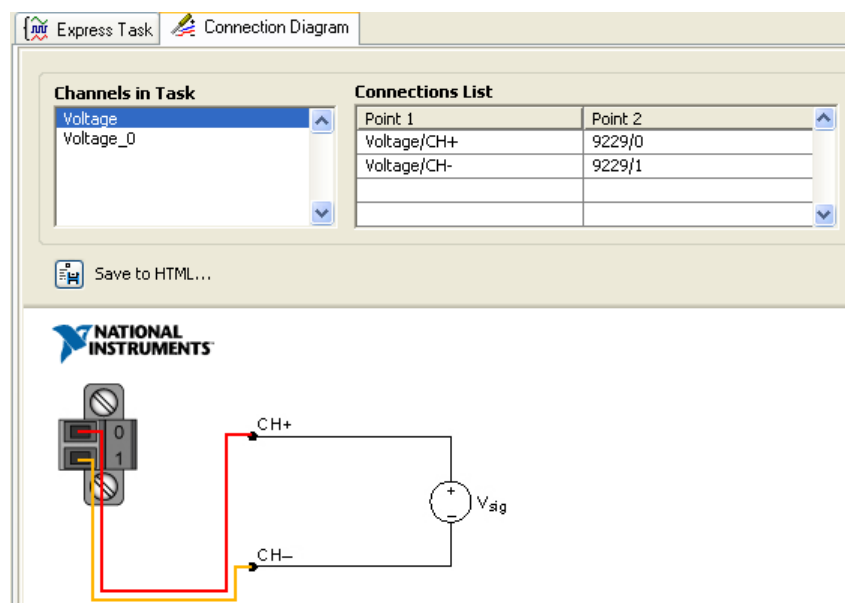 Express Task Connection Diagram
Channels in Task
Voltage
Voltage_0
Connections List
Point 1 Point 2
Voltage/CH+ 9229/0
Voltage/CH- 9229/1
Save to HTML...
NATIONAL
INSTRUMENTS
0
1
CH+
+
Vsig
–
CH–